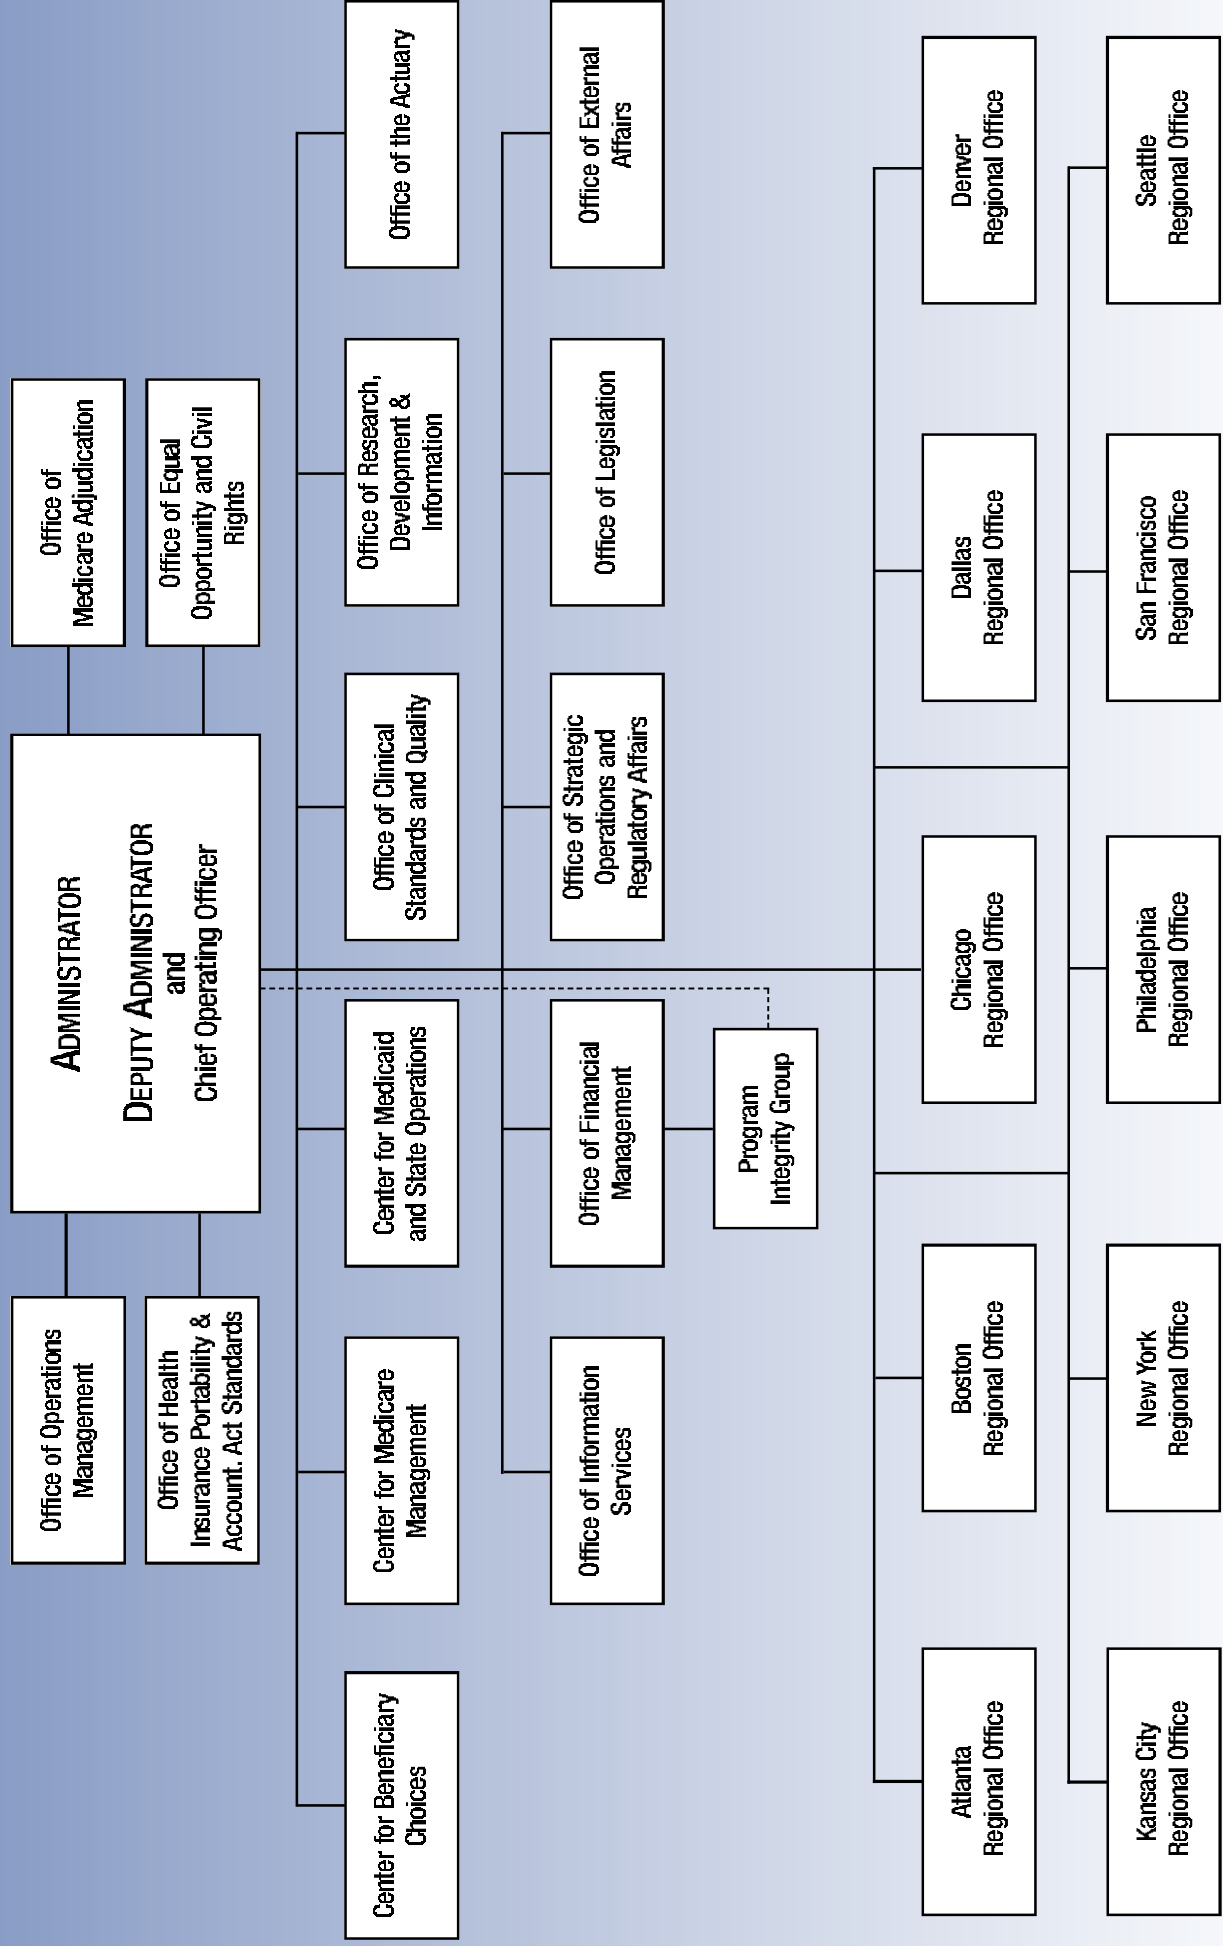 ADMINISTRATOR
DEPUTY ADMINISTRATOR
and
Chief Operating Officer
Office of Operations
Management
Office of
Medicare Adjudication
Office of Health
Insurance Portability &
Account. Act Standards
Office of Equal
Opportunity and Civil
Rights
Center for Beneficiary
Choices
Center for Medicare
Management
Center for Medicaid
and State Operations
Office of Clinical
Standards and Quality
Office of Research,
Development &
Information
Office of the Actuary
Office of Information
Services
Office of Financial
Management
Office of Strategic
Operations and
Regulatory Affairs
Office of Legislation
Office of External
Affairs
Program
Integrity Group
Atlanta
Regional Office
Boston
Regional Office
Chicago
Regional Office
Dallas
Regional Office
Denver
Regional Office
Kansas City
Regional Office
New York
Regional Office
Philadelphia
Regional Office
San Francisco
Regional Office
Seattle
Regional Office